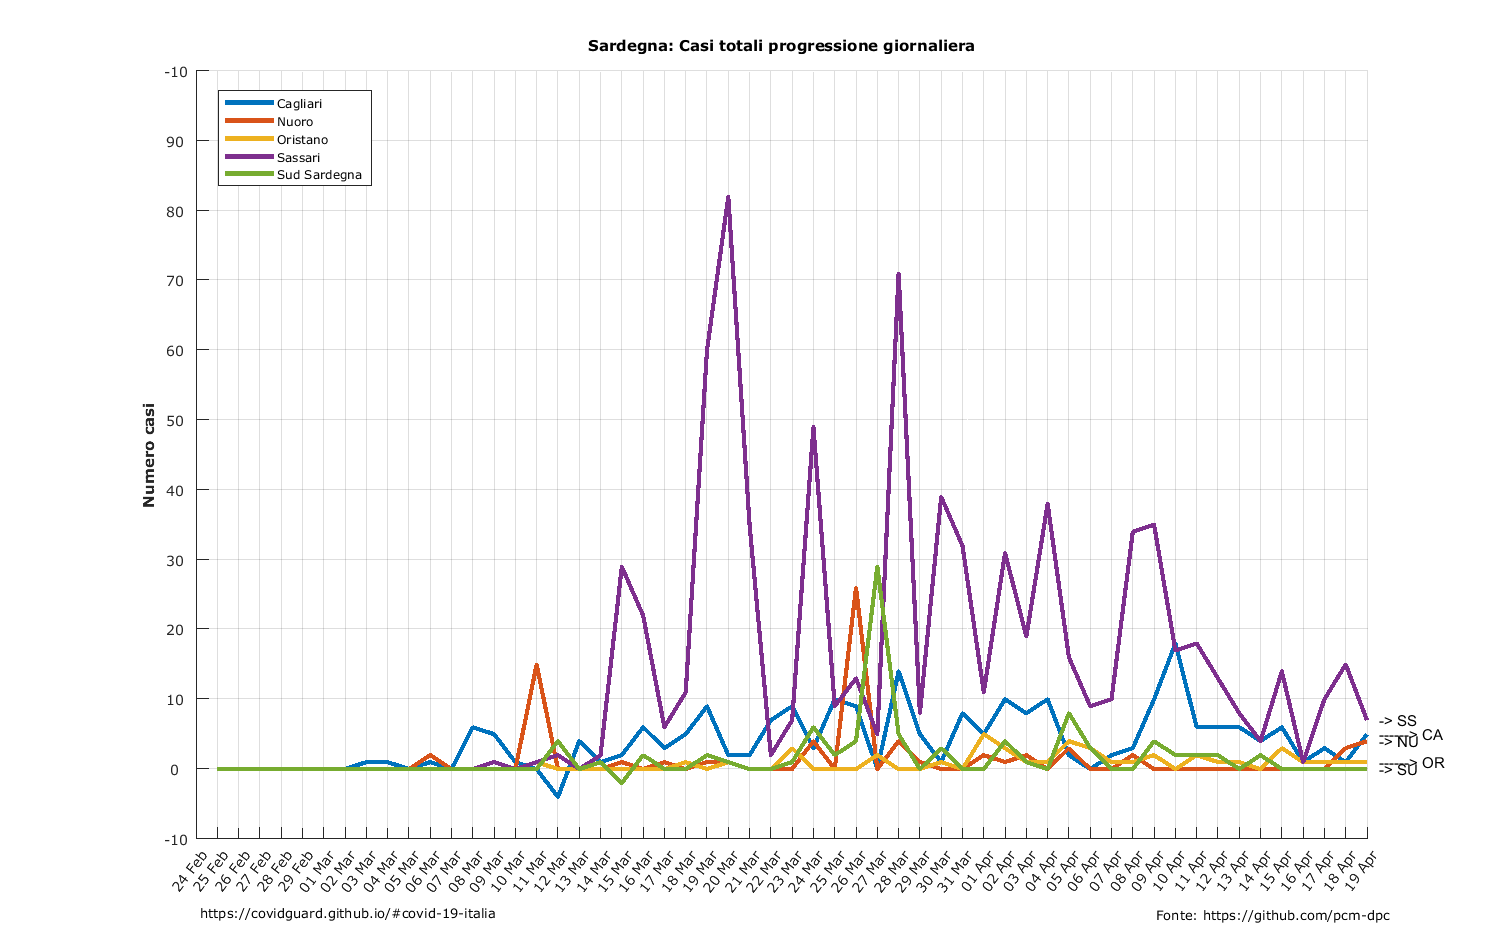 Sardegna: Casi totali progressione giornaliera
-10
90
80
70
60
50
40
30
20
10
0
-10
Numero casi
Cagliari
Nuoro
Oristano
Sassari
Sud Sardegna
-> SS
------> CA
-> NU
------> OR
-> SU
24 Feb
25 Feb
26 Feb
27 Feb
28 Feb
29 Feb
01 Mar
02 Mar
03 Mar
04 Mar
05 Mar
06 Mar
07 Mar
08 Mar
09 Mar
10 Mar
11 Mar
12 Mar
13 Mar
14 Mar
15 Mar
16 Mar
17 Mar
18 Mar
19 Mar
20 Mar
21 Mar
22 Mar
23 Mar
24 Mar
25 Mar
26 Mar
27 Mar
28 Mar
29 Mar
30 Mar
31 Mar
01 Apr
02 Apr
03 Apr
04 Apr
05 Apr
06 Apr
07 Apr
08 Apr
09 Apr
10 Apr
11 Apr
12 Apr
13 Apr
14 Apr
15 Apr
16 Apr
17 Apr
18 Apr
19 Apr
https://covidguard.github.io/#covid-19-italia
Fonte: https://github.com/pcm-dpc